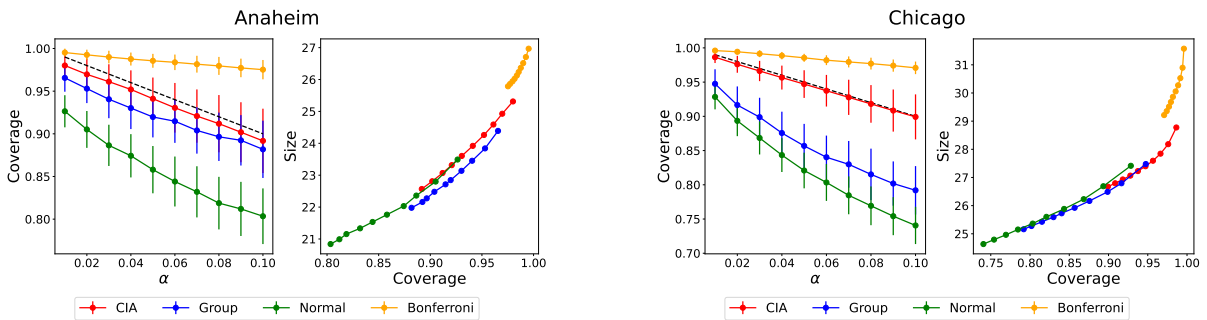 Anaheim
Chicago
1.00
0.95
0.90
0.85
0.80
Coverage
0.02 0.04 0.06 0.08 0.10
α
27
26
25
24
23
22
21
Size
0.80 0.85 0.90 0.95 1.00
Coverage
CIA Group Normal Bonferroni
1.00
0.95
0.90
0.85
0.80
0.75
0.70
Coverage
0.02 0.04 0.06 0.08 0.10
α
31
30
29
28
27
26
25
Size
0.75 0.80 0.85 0.90 0.95 1.00
Coverage
CIA Group Normal Bonferroni